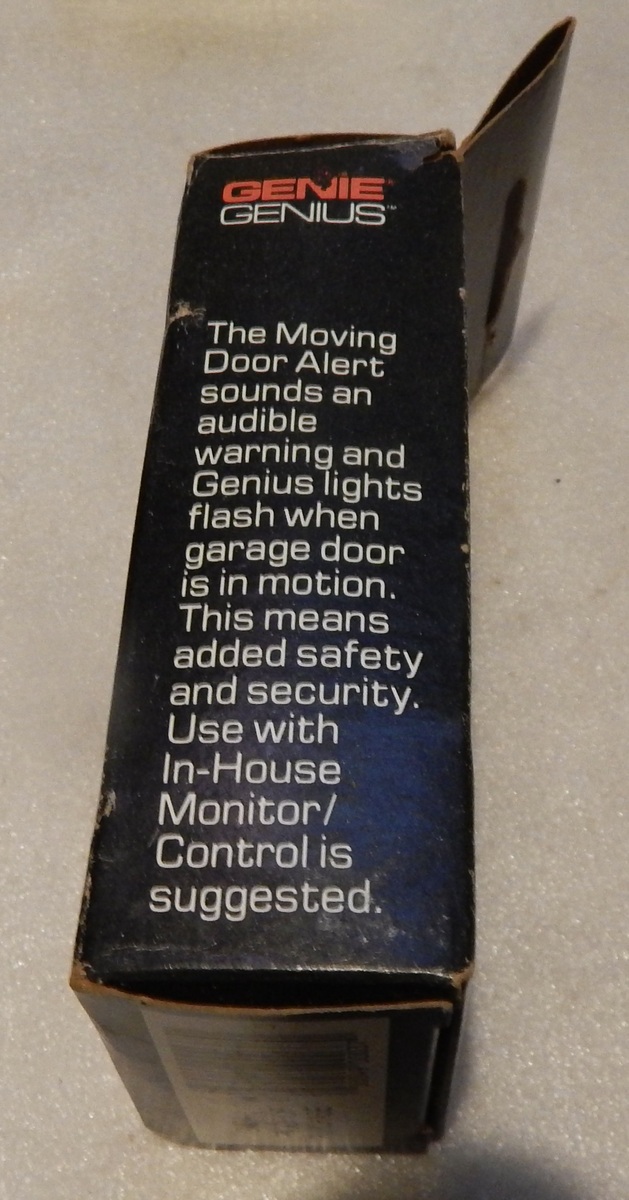 GENIE®
GENIUS™
The Moving
Door Alert
sounds an
audible
warning and
Genius lights
flash when
garage door
is in motion.
This means
added safety
and security.
Use with
In-House
Monitor/
Control is
suggested.